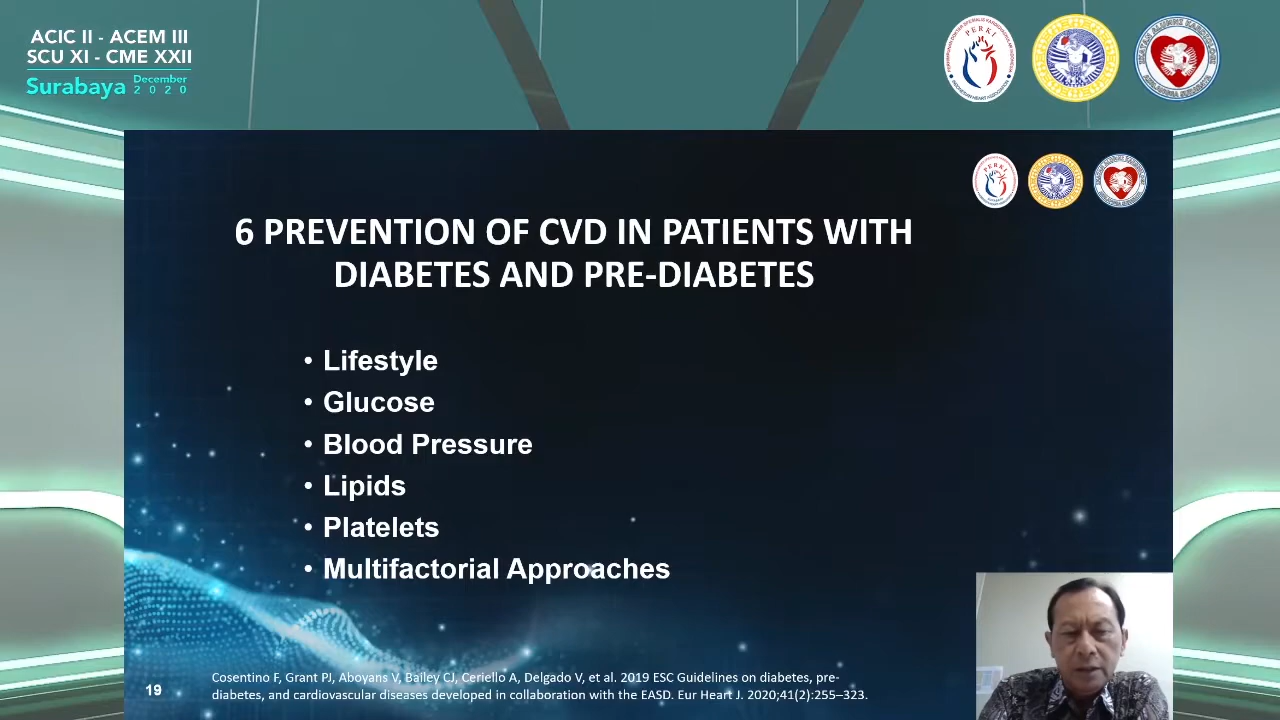 ACIC II - ACEM III
SCU XI - CME XXII
Surabaya December 2020
PERKI
PERKI
6 PREVENTION OF CVD IN PATIENTS WITH
DIABETES AND PRE-DIABETES
• Lifestyle
• Glucose
• Blood Pressure
• Lipids
• Platelets
• Multifactorial Approaches
Cosentino F, Grant PJ, Aboyans V, Bailey CJ, Ceriello A, Delgado V, et al. 2019 ESC Guidelines on diabetes, pre-
diabetes, and cardiovascular diseases developed in collaboration with the EASD. Eur Heart J. 2020;41(2):255–323.
19